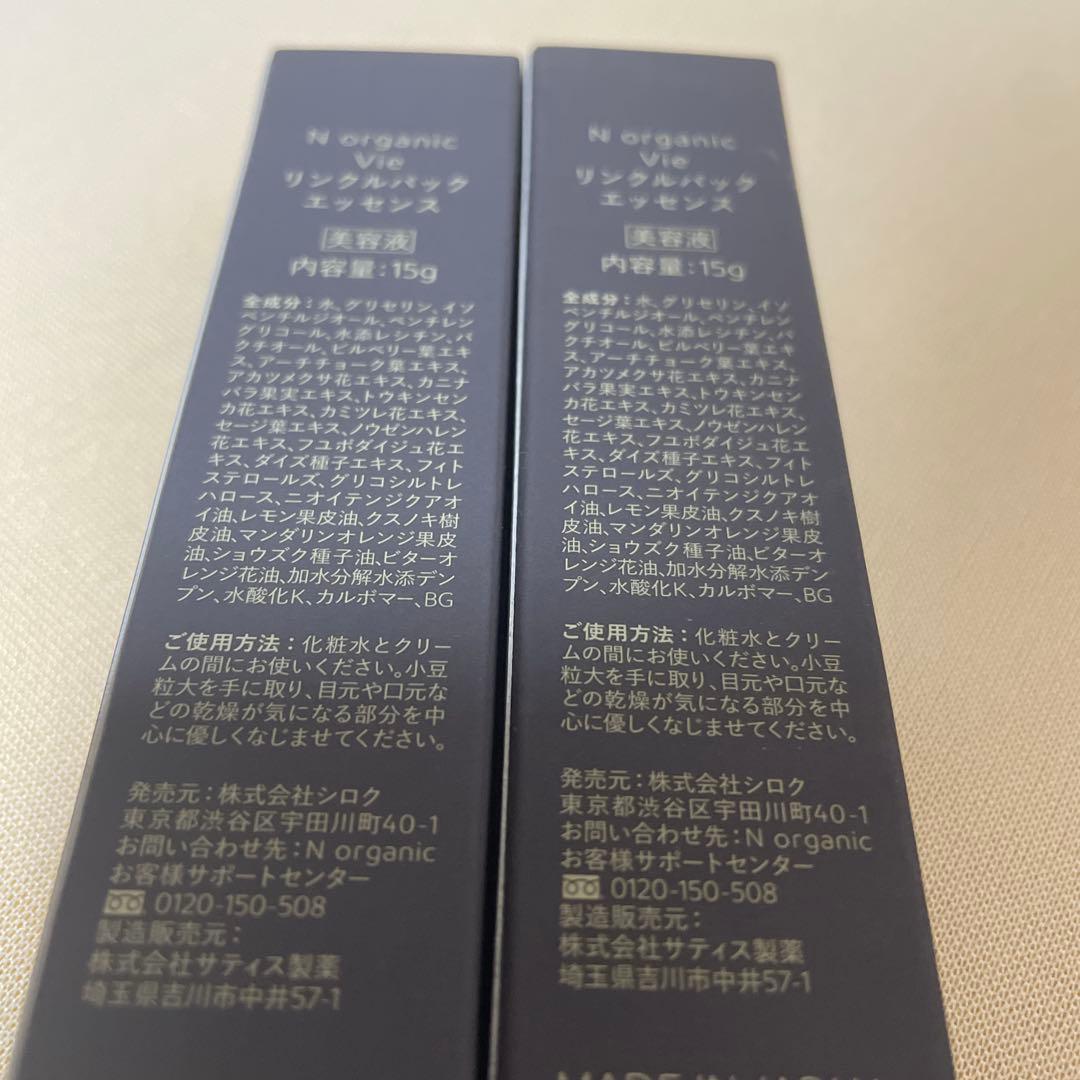 N organic
Vie
リンクルパック
エッセンス
美容液
内容量:15g
全成分:水、グリセリン、イソ
ペンチルジオール、ペンチレン
グリコール、水添レシチン、バ
クチオール、ビルベリー葉エキ
ス、アーチチョーク葉エキス、
アカツメクサ花エキス、カニナ
バラ果実エキス、トウキンセン
カ花エキス、カミツレ花エキス、
セージ葉エキス、ノウゼンハレン
花エキス、フユボダイジュ花エ
キス、ダイズ種子エキス、フィト
ステロールズ、グリコシルトレ
ハロース、ニオイテンジクアオ
イ油、レモン果皮油、クスノキ樹
皮油、マンダリンオレンジ果皮
油、ショウズク種子油、ビターオ
レンジ花油、加水分解水添デン
プン、水酸化K、カルボマー、BG
ご使用方法:化粧水とクリー
ムの間にお使いください。小豆
粒大を手に取り、目元や口元な
どの乾燥が気になる部分を中
心に優しくなじませてください。
発売元:株式会社シロク
東京都渋谷区宇田川町40-1
お問い合わせ先:N organic
お客様サポートセンター
0120-150-508
製造販売元:
株式会社サティス製薬
埼玉県吉川市中井57-1
N organic
Vie
リンクルパック
エッセンス
美容液
内容量:15g
全成分:水、グリセリン、イソ
ペンチルジオール、ペンチレン
グリコール、水添レシチン、バ
クチオール、ビルベリー葉エキ
ス、アーチチョーク葉エキス、
アカツメクサ花エキス、カニナ
バラ果実エキス、トウキンセン
カ花エキス、カミツレ花エキス、
セージ葉エキス、ノウゼンハレン
花エキス、フユボダイジュ花エ
キス、ダイズ種子エキス、フィト
ステロールズ、グリコシルトレ
ハロース、ニオイテンジクアオ
イ油、レモン果皮油、クスノキ樹
皮油、マンダリンオレンジ果皮
油、ショウズク種子油、ビターオ
レンジ花油、加水分解水添デン
プン、水酸化K、カルボマー、BG
ご使用方法:化粧水とクリー
ムの間にお使いください。小豆
粒大を手に取り、目元や口元な
どの乾燥が気になる部分を中
心に優しくなじませてください。
発売元:株式会社シロク
東京都渋谷区宇田川町40-1
お問い合わせ先:N organic
お客様サポートセンター
0120-150-508
製造販売元:
株式会社サティス製薬
埼玉県吉川市中井57-1
MADE IN